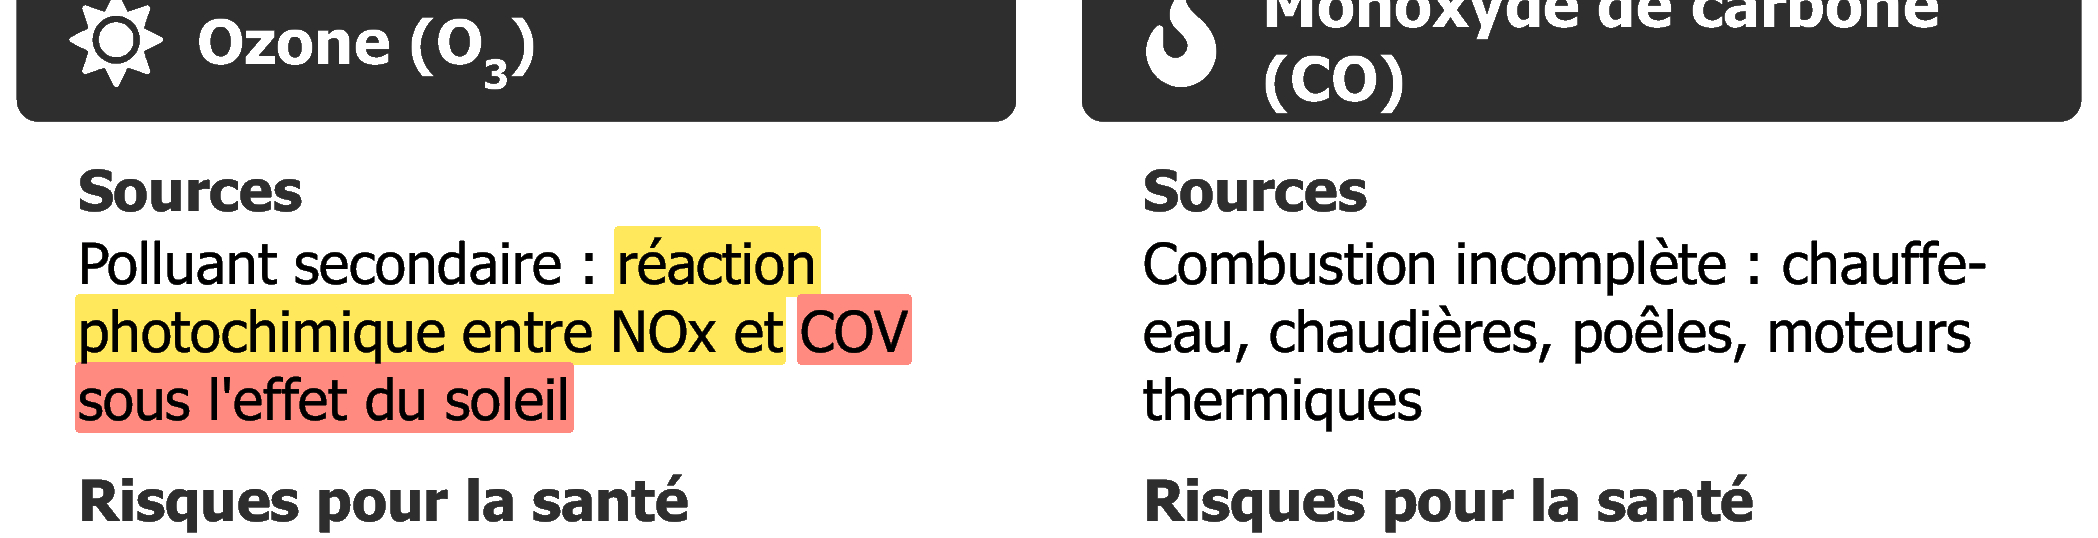 Ozone (O₃)
Sources
Polluant secondaire : réaction
photochimique entre NOx et COV
sous l'effet du soleil
Risques pour la santé
Monoxyde de carbone
(CO)
Sources
Combustion incomplète : chauffe-
eau, chaudières, poêles, moteurs
thermiques
Risques pour la santé